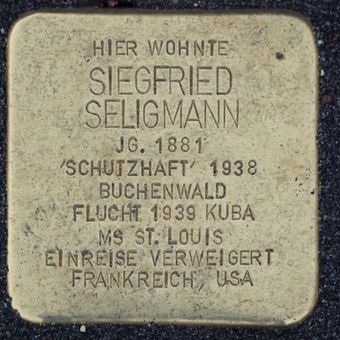 HIER WOHNTE
SIEGFRIED
SELIGMANN
JG. 1881
'SCHUTZHAFT' 1938
BUCHENWALD
FLUCHT 1939 KUBA
MS ST. LOUIS
EINREISE VERWEIGERT
FRANKREICH, USA